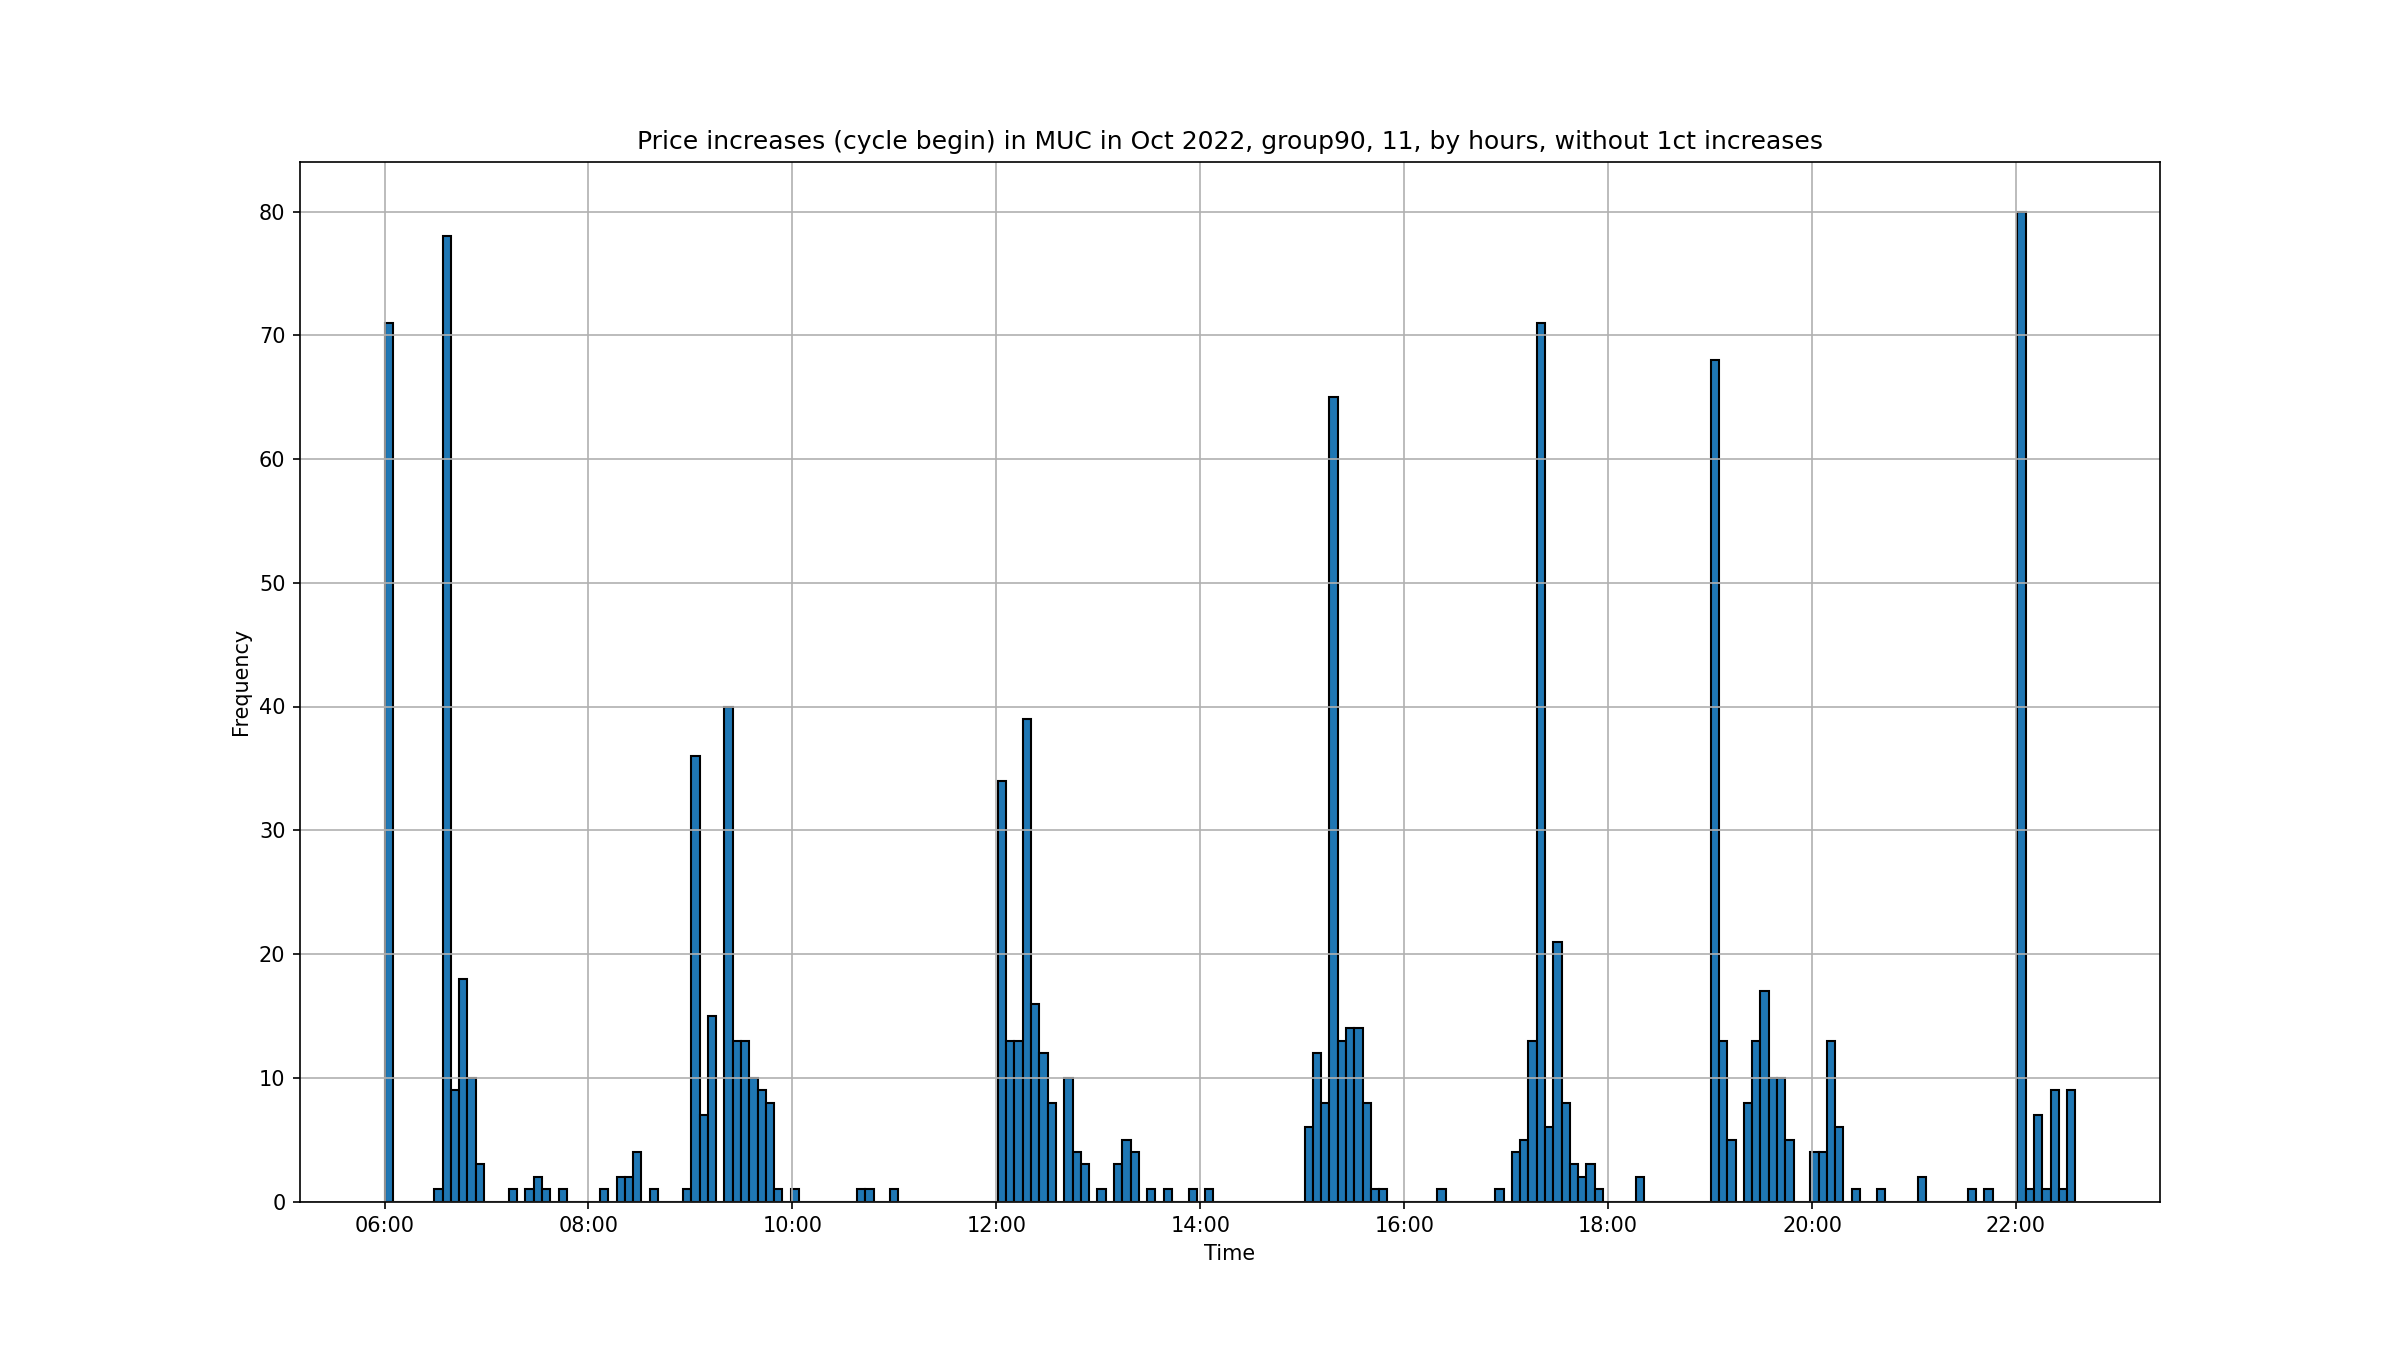 Price increases (cycle begin) in MUC in Oct 2022, group90, 11, by hours, without 1ct increases
80
70
60
50
40
30
20
10
0
Frequency
06:00 08:00 10:00 12:00 14:00 16:00 18:00 20:00 22:00
Time